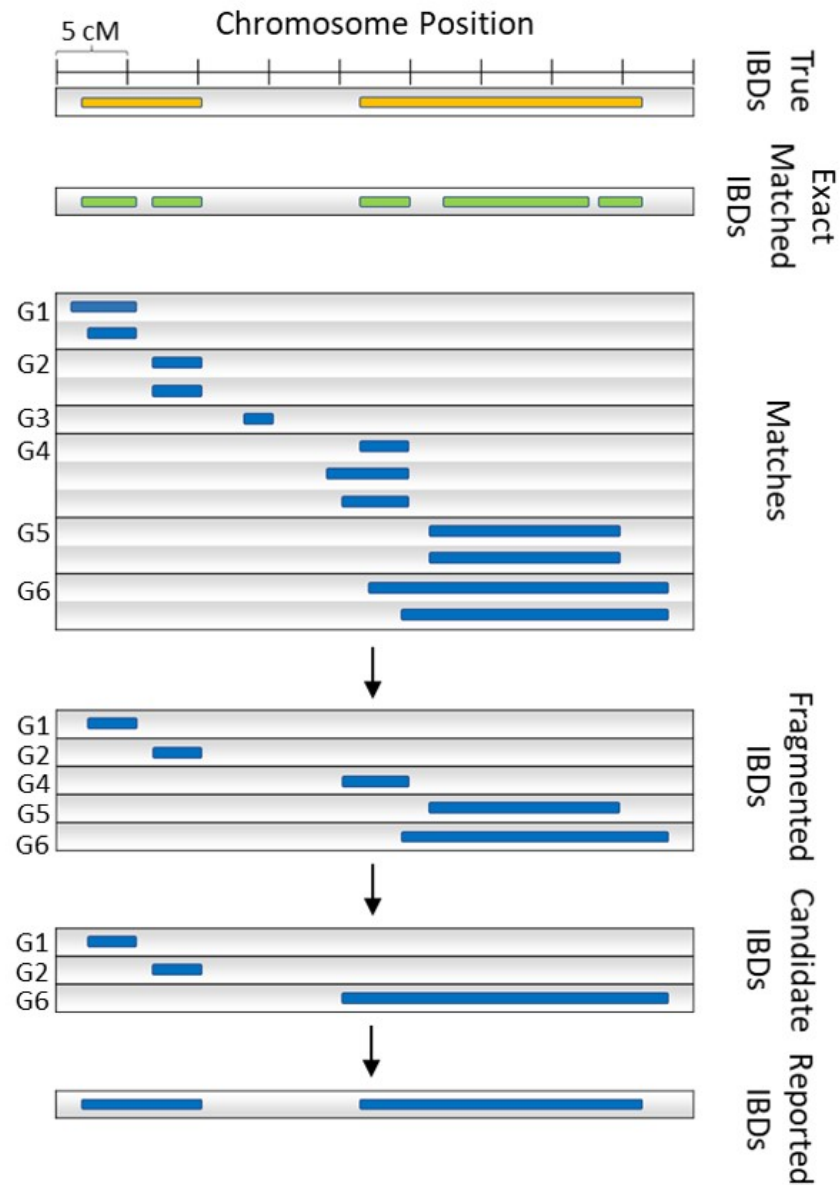 Chromosome Position
5 cM
True
IBDs
Exact
Matched
IBDs
G1
G2
G3
G4
G5
G6
Matches
G1
G2
G4
G5
G6
Fragmented
IBDs
G1
G2
G6
Candidate
IBDs
Reported
IBDs